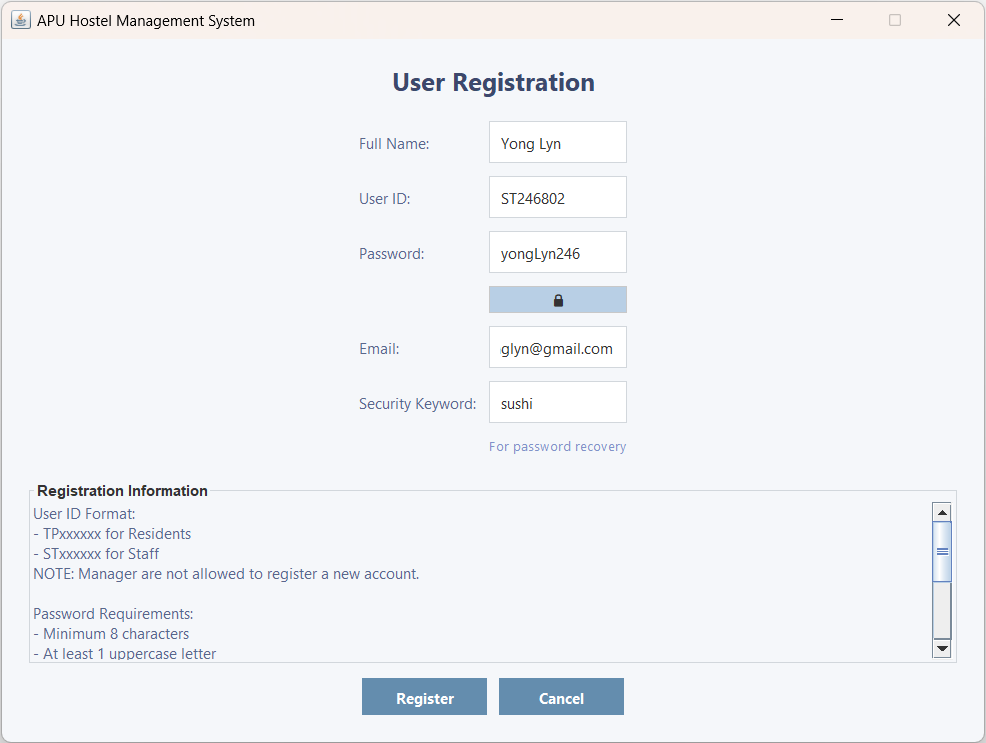 APU Hostel Management System
User Registration
Full Name: Yong Lyn
User ID: ST246802
Password: yongLyn246
Email: glyn@gmail.com
Security Keyword: sushi
For password recovery
Registration Information
User ID Format:
- TPxxxxxx for Residents
- STxxxxxx for Staff
NOTE: Manager are not allowed to register a new account.
Password Requirements:
- Minimum 8 characters
- At least 1 uppercase letter
Register Cancel